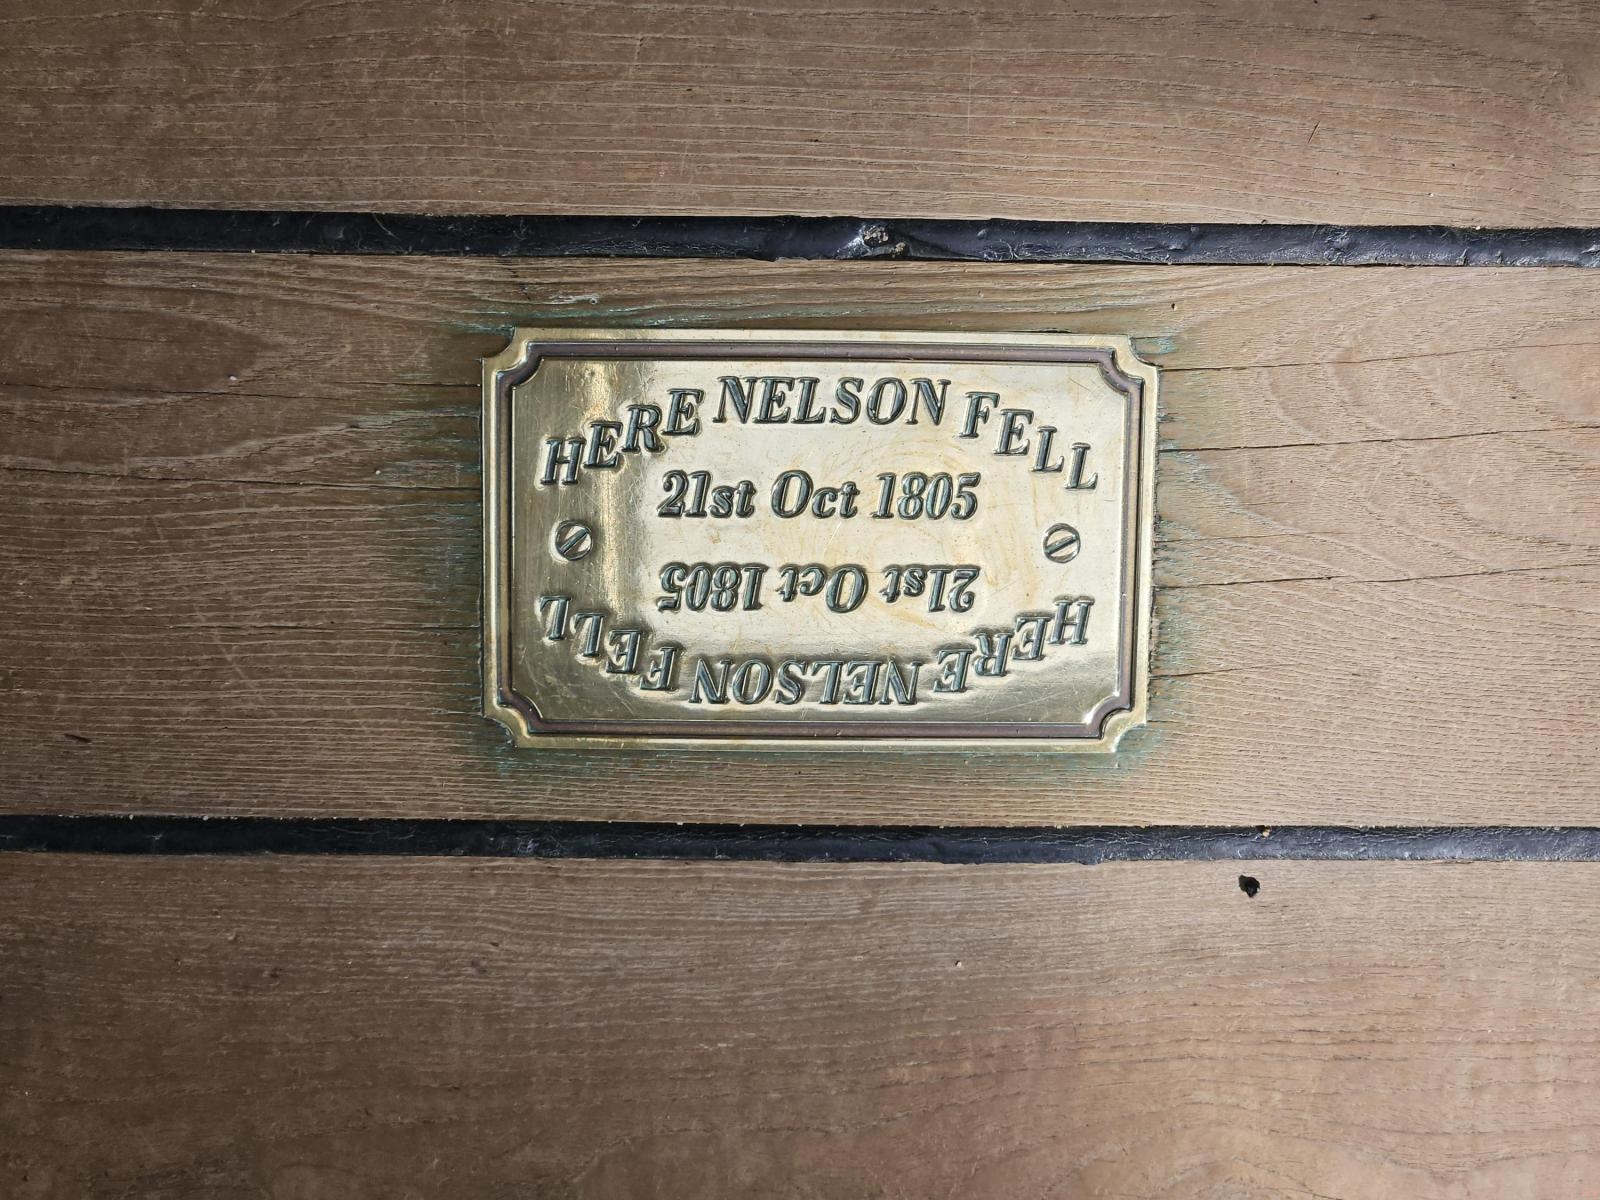 HERE NELSON FELL
21st Oct 1805
21st Oct 1805
HERE NELSON FELL